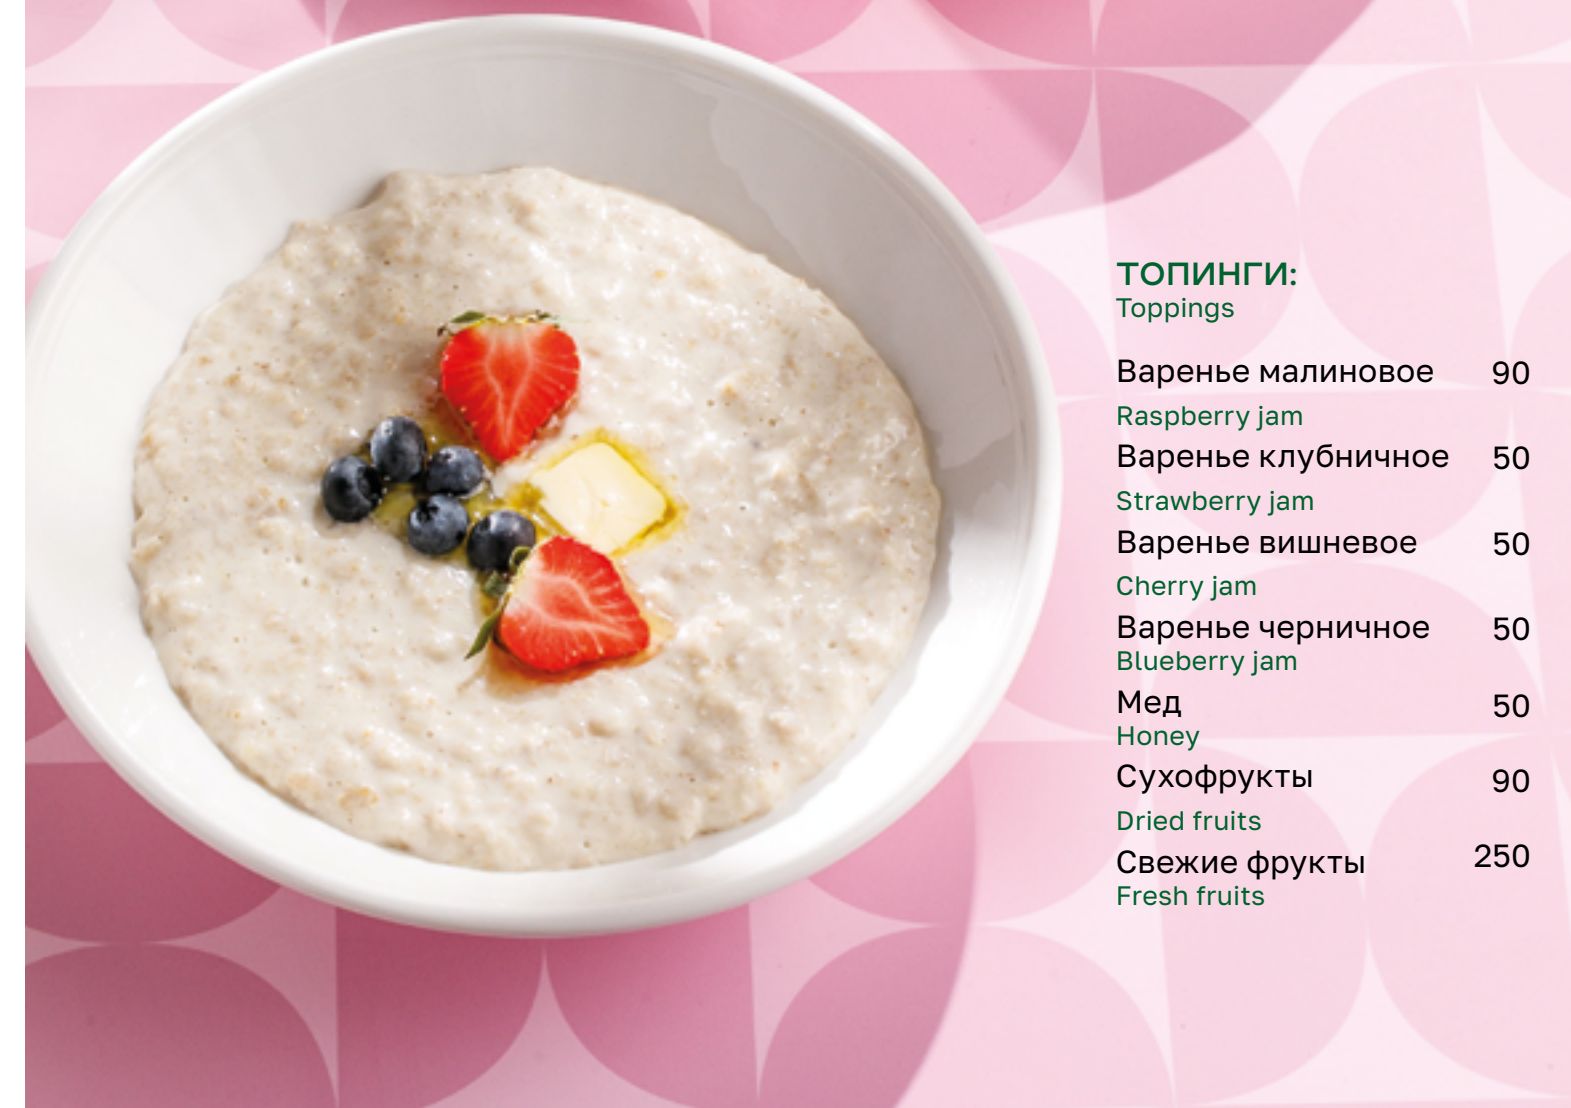 ТОПИНГИ:
Toppings
Варенье малиновое 90
Raspberry jam
Варенье клубничное 50
Strawberry jam
Варенье вишневое 50
Cherry jam
Варенье черничное 50
Blueberry jam
Мед 50
Honey
Сухофрукты 90
Dried fruits
Свежие фрукты 250
Fresh fruits